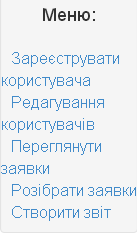 Меню:
Зареєструвати
користувача
Редагування
користувачів
Переглянути
заявки
Розібрати заявки
Створити звіт